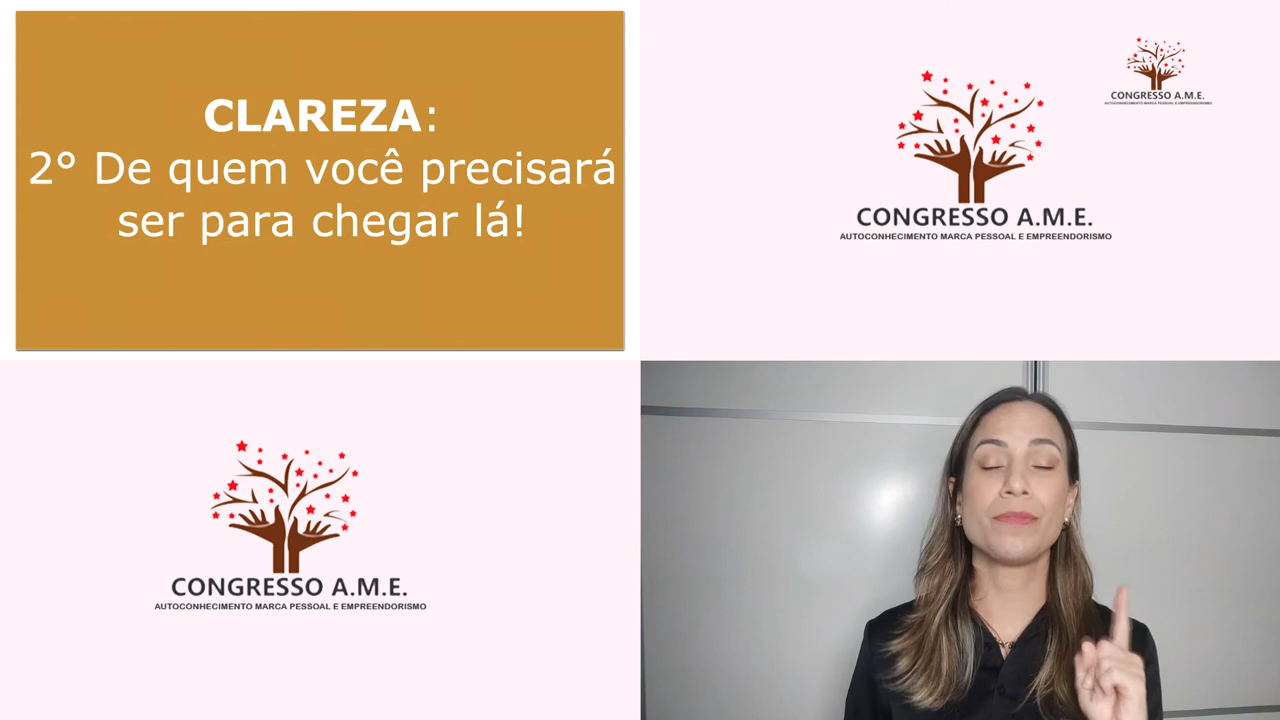 CLAREZA:
2° De quem você precisará
ser para chegar lá!
CONGRESSO A.M.E.
AUTOCONHECIMENTO MARCA PESSOAL E EMPREENDORISMO
CONGRESSO A.M.E.
AUTOCONHECIMENTO MARCA PESSOAL E EMPREENDORISMO
CONGRESSO A.M.E.
AUTOCONHECIMENTO MARCA PESSOAL E EMPREENDORISMO